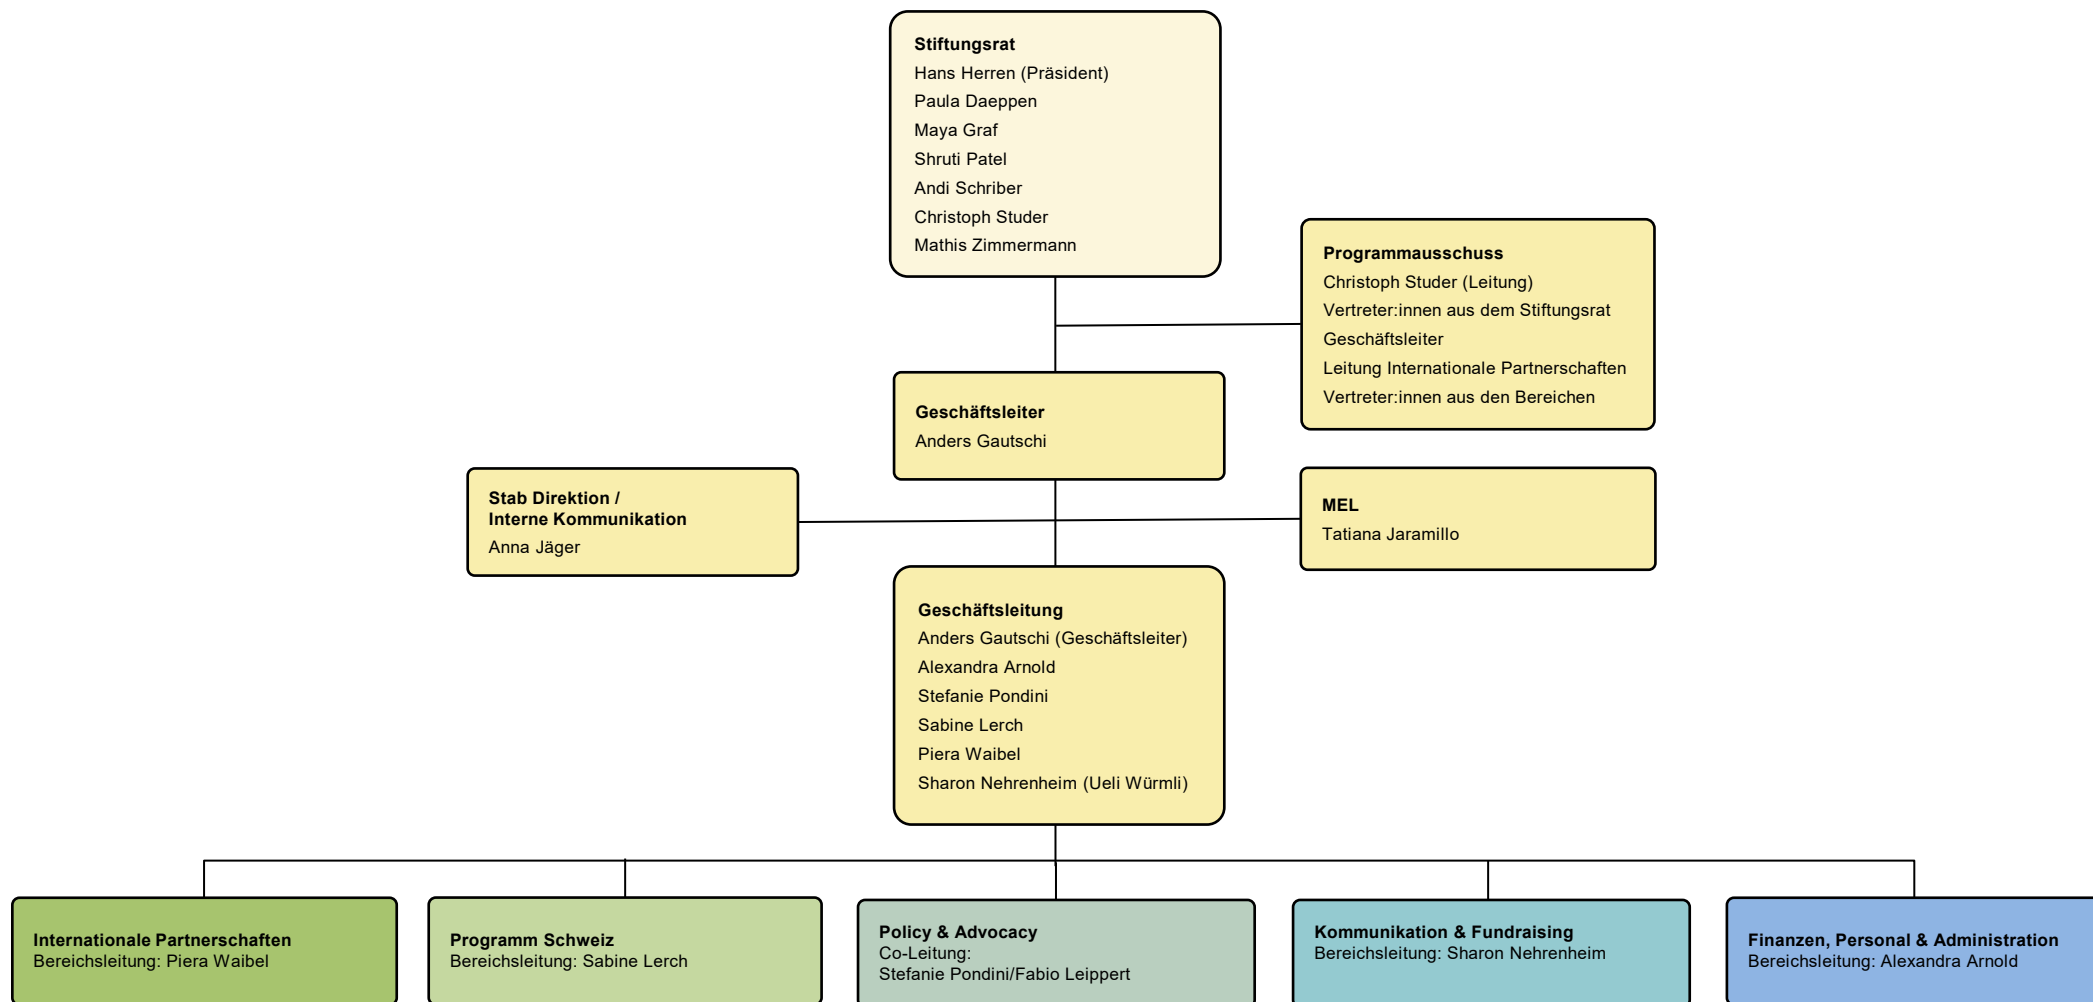 Stiftungsrat
Hans Herren (Präsident)
Paula Daeppen
Maya Graf
Shruti Patel
Andi Schriber
Christoph Studer
Mathis Zimmermann
Programmausschuss
Christoph Studer (Leitung)
Vertreter:innen aus dem Stiftungsrat
Geschäftsleiter
Leitung Internationale Partnerschaften
Vertreter:innen aus den Bereichen
Geschäftsleiter
Anders Gautschi
Stab Direktion /
Interne Kommunikation
Anna Jäger
MEL
Tatiana Jaramillo
Geschäftsleitung
Anders Gautschi (Geschäftsleiter)
Alexandra Arnold
Stefanie Pondini
Sabine Lerch
Piera Waibel
Sharon Nehrenheim (Ueli Würmli)
Internationale Partnerschaften
Bereichsleitung: Piera Waibel
Programm Schweiz
Bereichsleitung: Sabine Lerch
Policy & Advocacy
Co-Leitung:
Stefanie Pondini/Fabio Leippert
Kommunikation & Fundraising
Bereichsleitung: Sharon Nehrenheim
Finanzen, Personal & Administration
Bereichsleitung: Alexandra Arnold